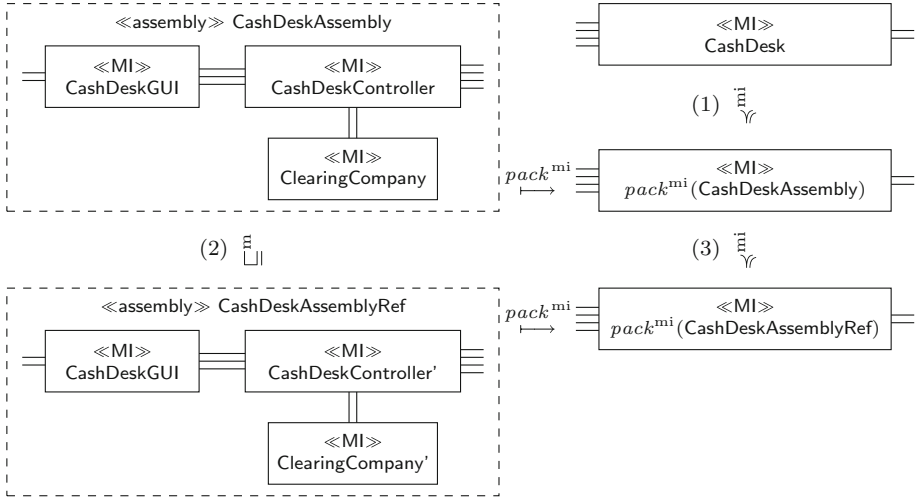 ≪assembly≫ CashDeskAssembly
≪MI≫
CashDeskGUI
≪MI≫
CashDeskController
≪MI≫
ClearingCompany
≪MI≫
CashDesk
(1) mi
pack^mi
≪MI≫
pack^mi(CashDeskAssembly)
(2) m
(3) mi
≪assembly≫ CashDeskAssemblyRef
≪MI≫
CashDeskGUI
≪MI≫
CashDeskController'
≪MI≫
ClearingCompany'
pack^mi
≪MI≫
pack^mi(CashDeskAssemblyRef)